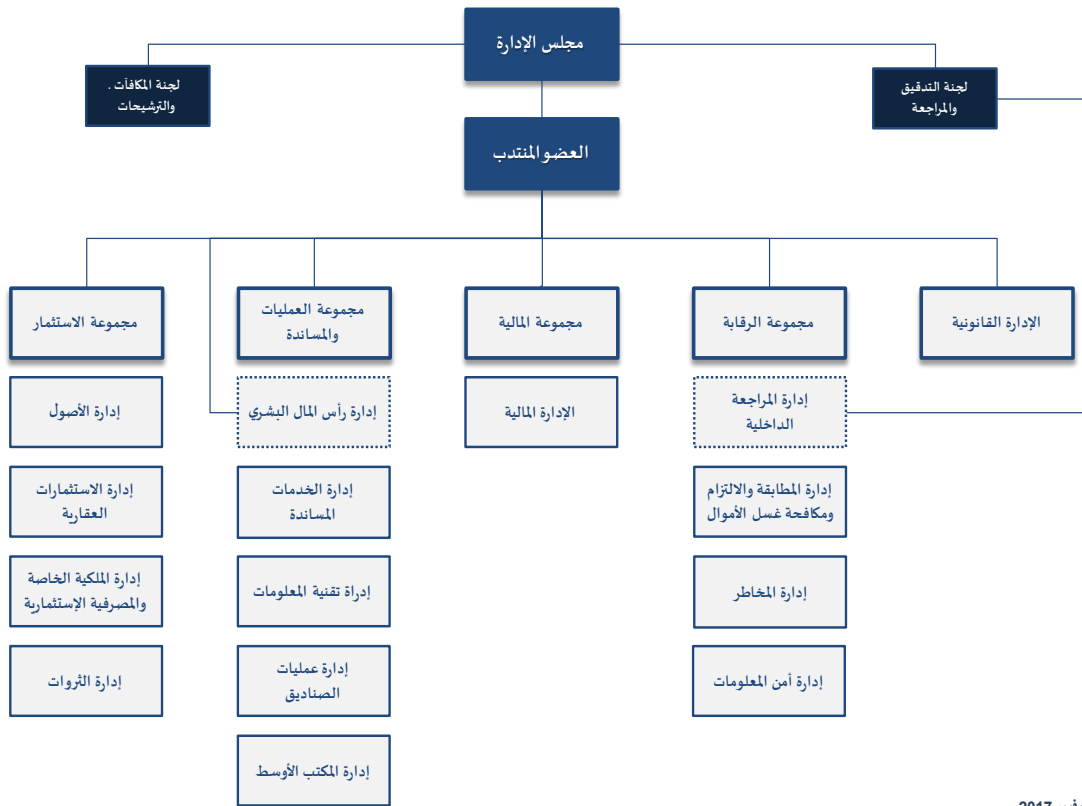 مجلس الإدارة
لجنة التدقيق
والمراجعة
لجنة المكافآت .
والترشيحات
العضو المنتدب
الإدارة القانونية
مجموعة الرقابة
مجموعة المالية
مجموعة العمليات
والمساندة
مجموعة الاستثمار
إدارة المراجعة
الداخلية
الإدارة المالية
إدارة رأس المال البشري
إدارة الأصول
إدارة المطابقة والالتزام
ومكافحة غسل الأموال
إدارة الخدمات
المساندة
إدارة الاستثمارات
العقارية
إدارة المخاطر
إدراة تقنية المعلومات
إدارة الملكية الخاصة
والمصرفية الإستثمارية
إدارة أمن المعلومات
إدارة عمليات
الصناديق
إدارة الثروات
إدارة المكتب الأوسط
2017